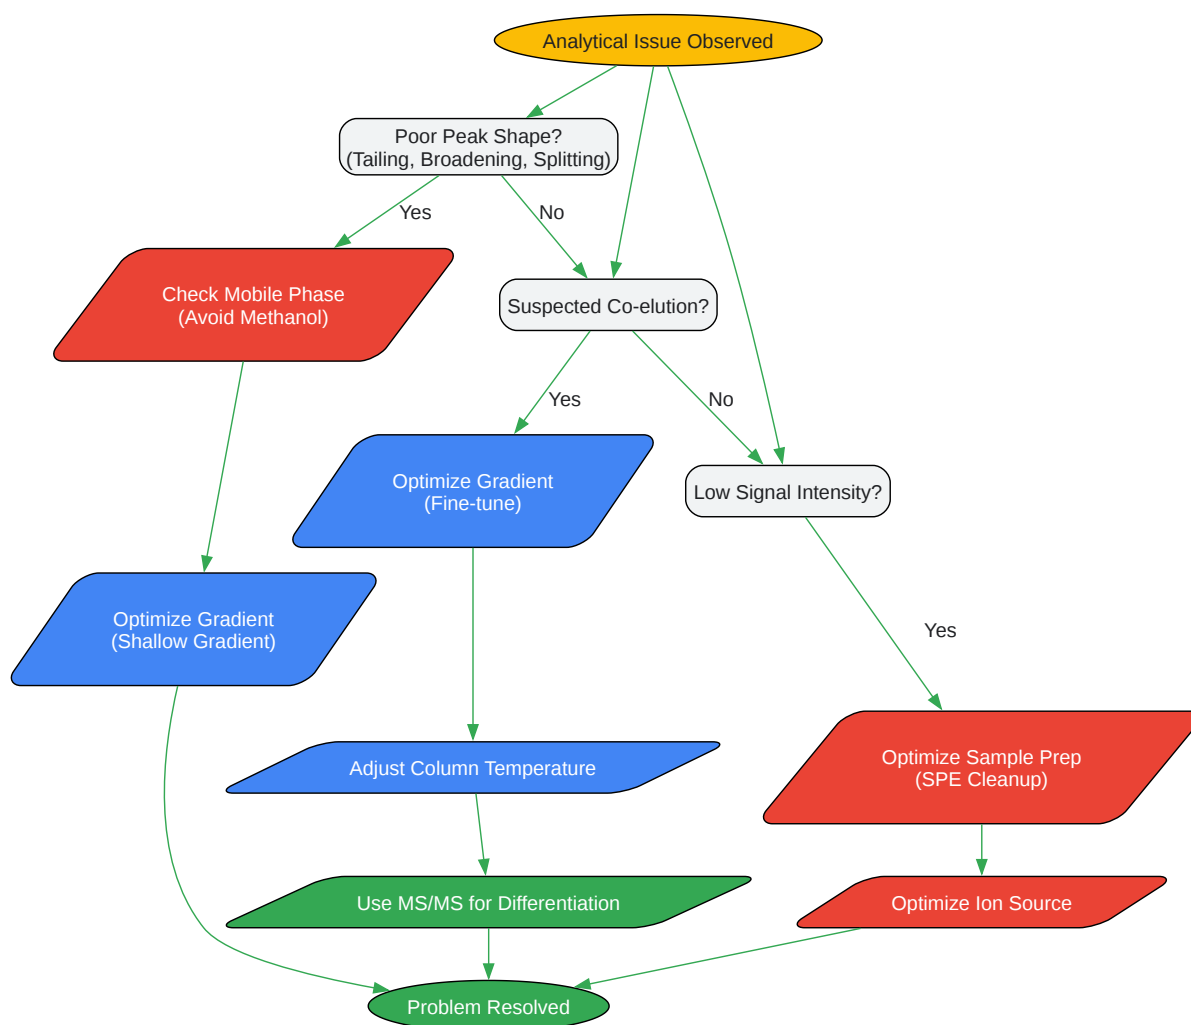 Analytical Issue Observed
Poor Peak Shape?
(Tailing, Broadening, Splitting)
Yes
No
Check Mobile Phase
(Avoid Methanol)
Suspected Co-elution?
Yes
No
Optimize Gradient
(Fine-tune)
Low Signal Intensity?
Optimize Gradient
(Shallow Gradient)
Yes
Adjust Column Temperature
Optimize Sample Prep
(SPE Cleanup)
Use MS/MS for Differentiation
Optimize Ion Source
Problem Resolved